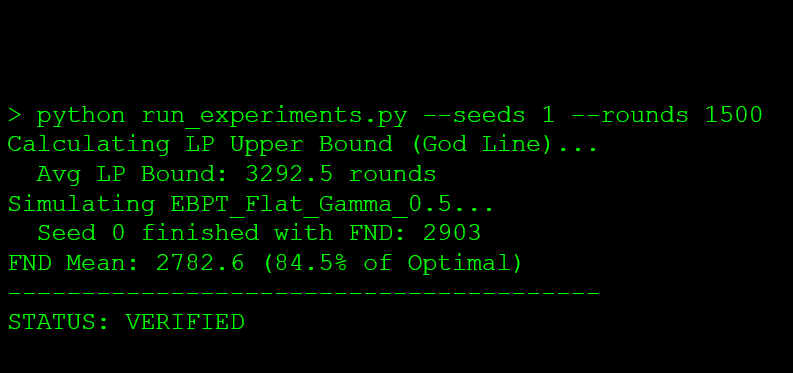 > python run_experiments.py --seeds 1 --rounds 1500
Calculating LP Upper Bound (God Line)...
  Avg LP Bound: 3292.5 rounds
Simulating EBPT_Flat_Gamma_0.5...
  Seed 0 finished with FND: 2903
FND Mean: 2782.6 (84.5% of Optimal)
----------------------------------------
STATUS: VERIFIED